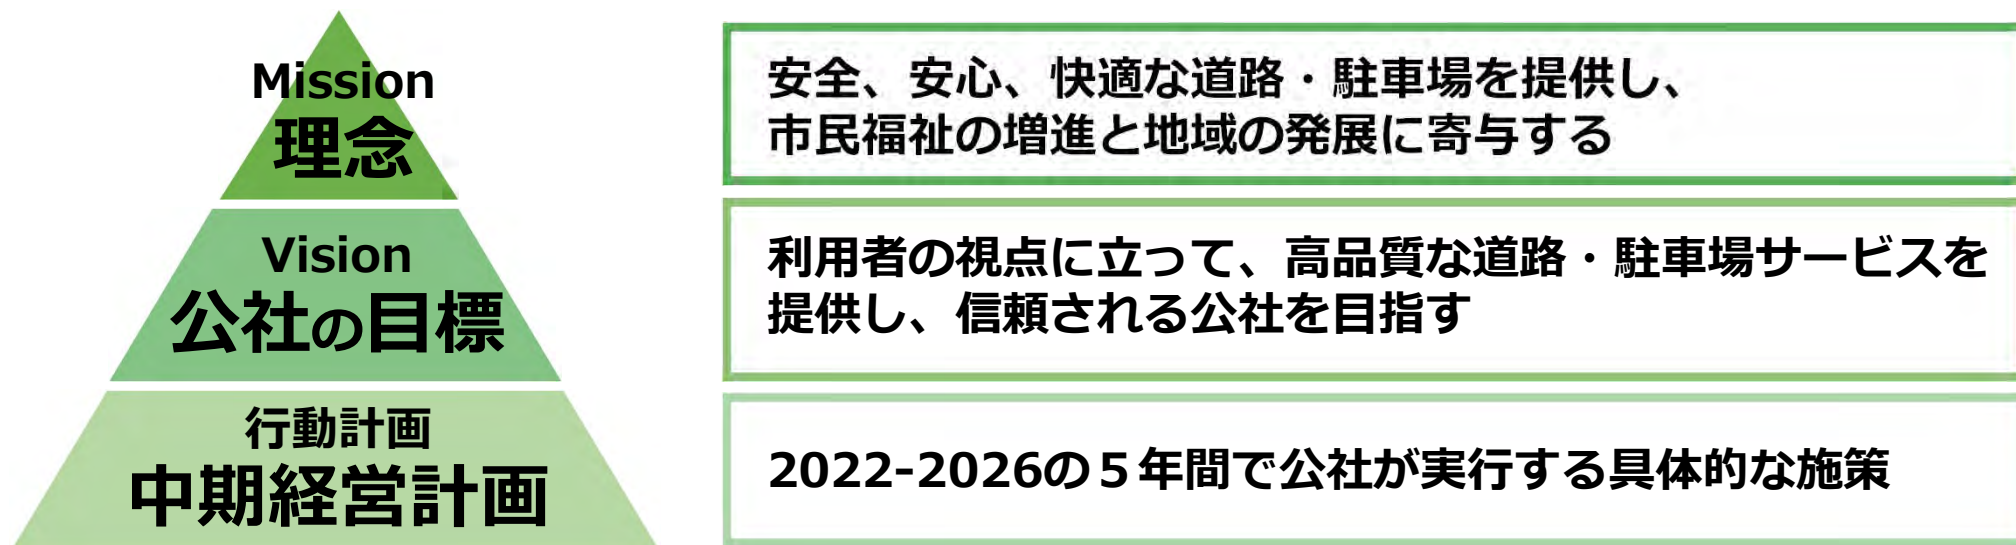 Mission
理念
安全、安心、快適な道路・駐車場を提供し、
市民福祉の増進と地域の発展に寄与する
Vision
公社の目標
利用者の視点に立って、高品質な道路・駐車場サービスを
提供し、信頼される公社を目指す
行動計画
中期経営計画
2022-2026の５年間で公社が実行する具体的な施策